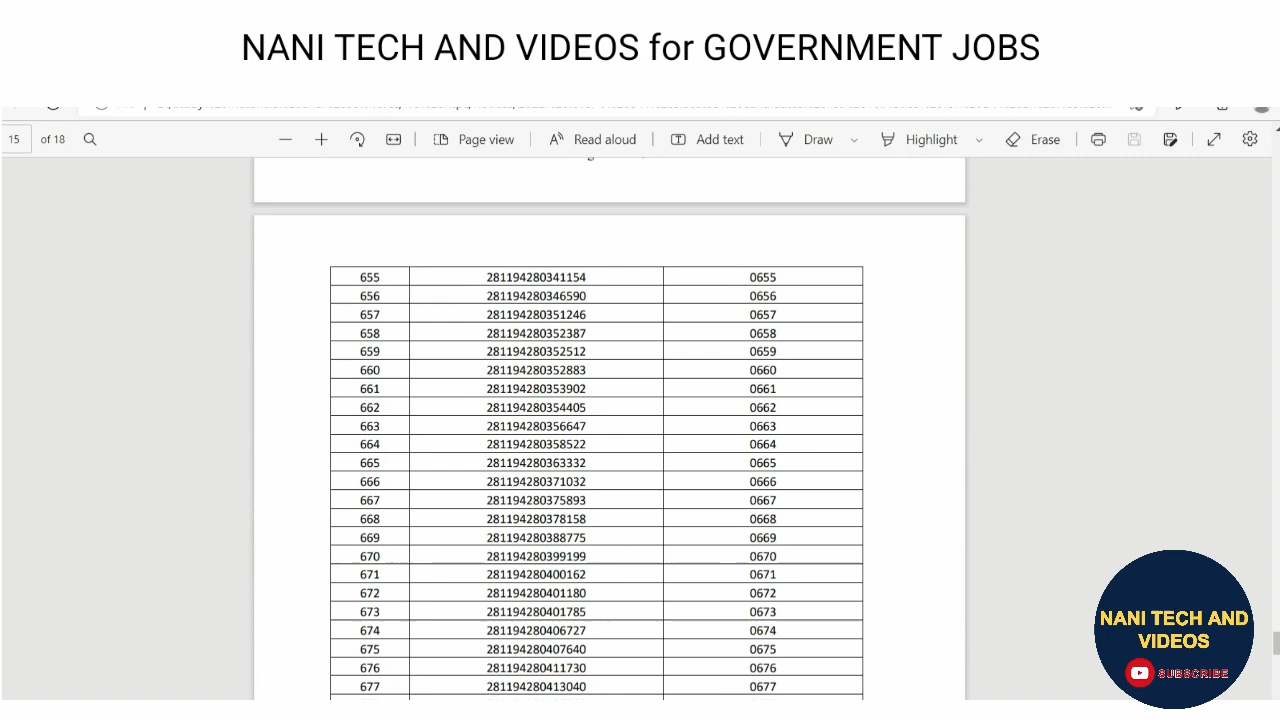 NANI TECH AND VIDEOS for GOVERNMENT JOBS
15 of 18 Page view Read aloud Add text Draw Highlight Erase
655 281194280341154 0655
656 281194280346590 0656
657 281194280351246 0657
658 281194280352387 0658
659 281194280352512 0659
660 281194280352883 0660
661 281194280353902 0661
662 281194280354405 0662
663 281194280356647 0663
664 281194280358522 0664
665 281194280363332 0665
666 281194280371032 0666
667 281194280375893 0667
668 281194280378158 0668
669 281194280388775 0669
670 281194280399199 0670
671 281194280400162 0671
672 281194280401180 0672
673 281194280401785 0673
674 281194280406727 0674
675 281194280407640 0675
676 281194280411730 0676
677 281194280413040 0677
NANI TECH AND
VIDEOS
SUBSCRIBE